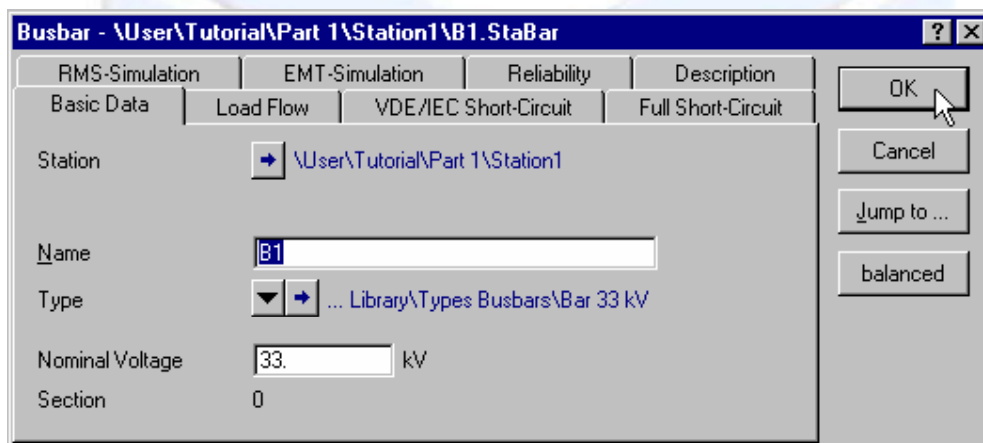 Busbar - \User\Tutorial\Part 1\Station1\B1.StaBar
RMS-Simulation EMT-Simulation Reliability Description
Basic Data Load Flow VDE/IEC Short-Circuit Full Short-Circuit
Station \User\Tutorial\Part 1\Station1
Name B1
Type ... Library\Types Busbars\Bar 33 kV
Nominal Voltage 33. kV
Section 0
OK
Cancel
Jump to ...
balanced